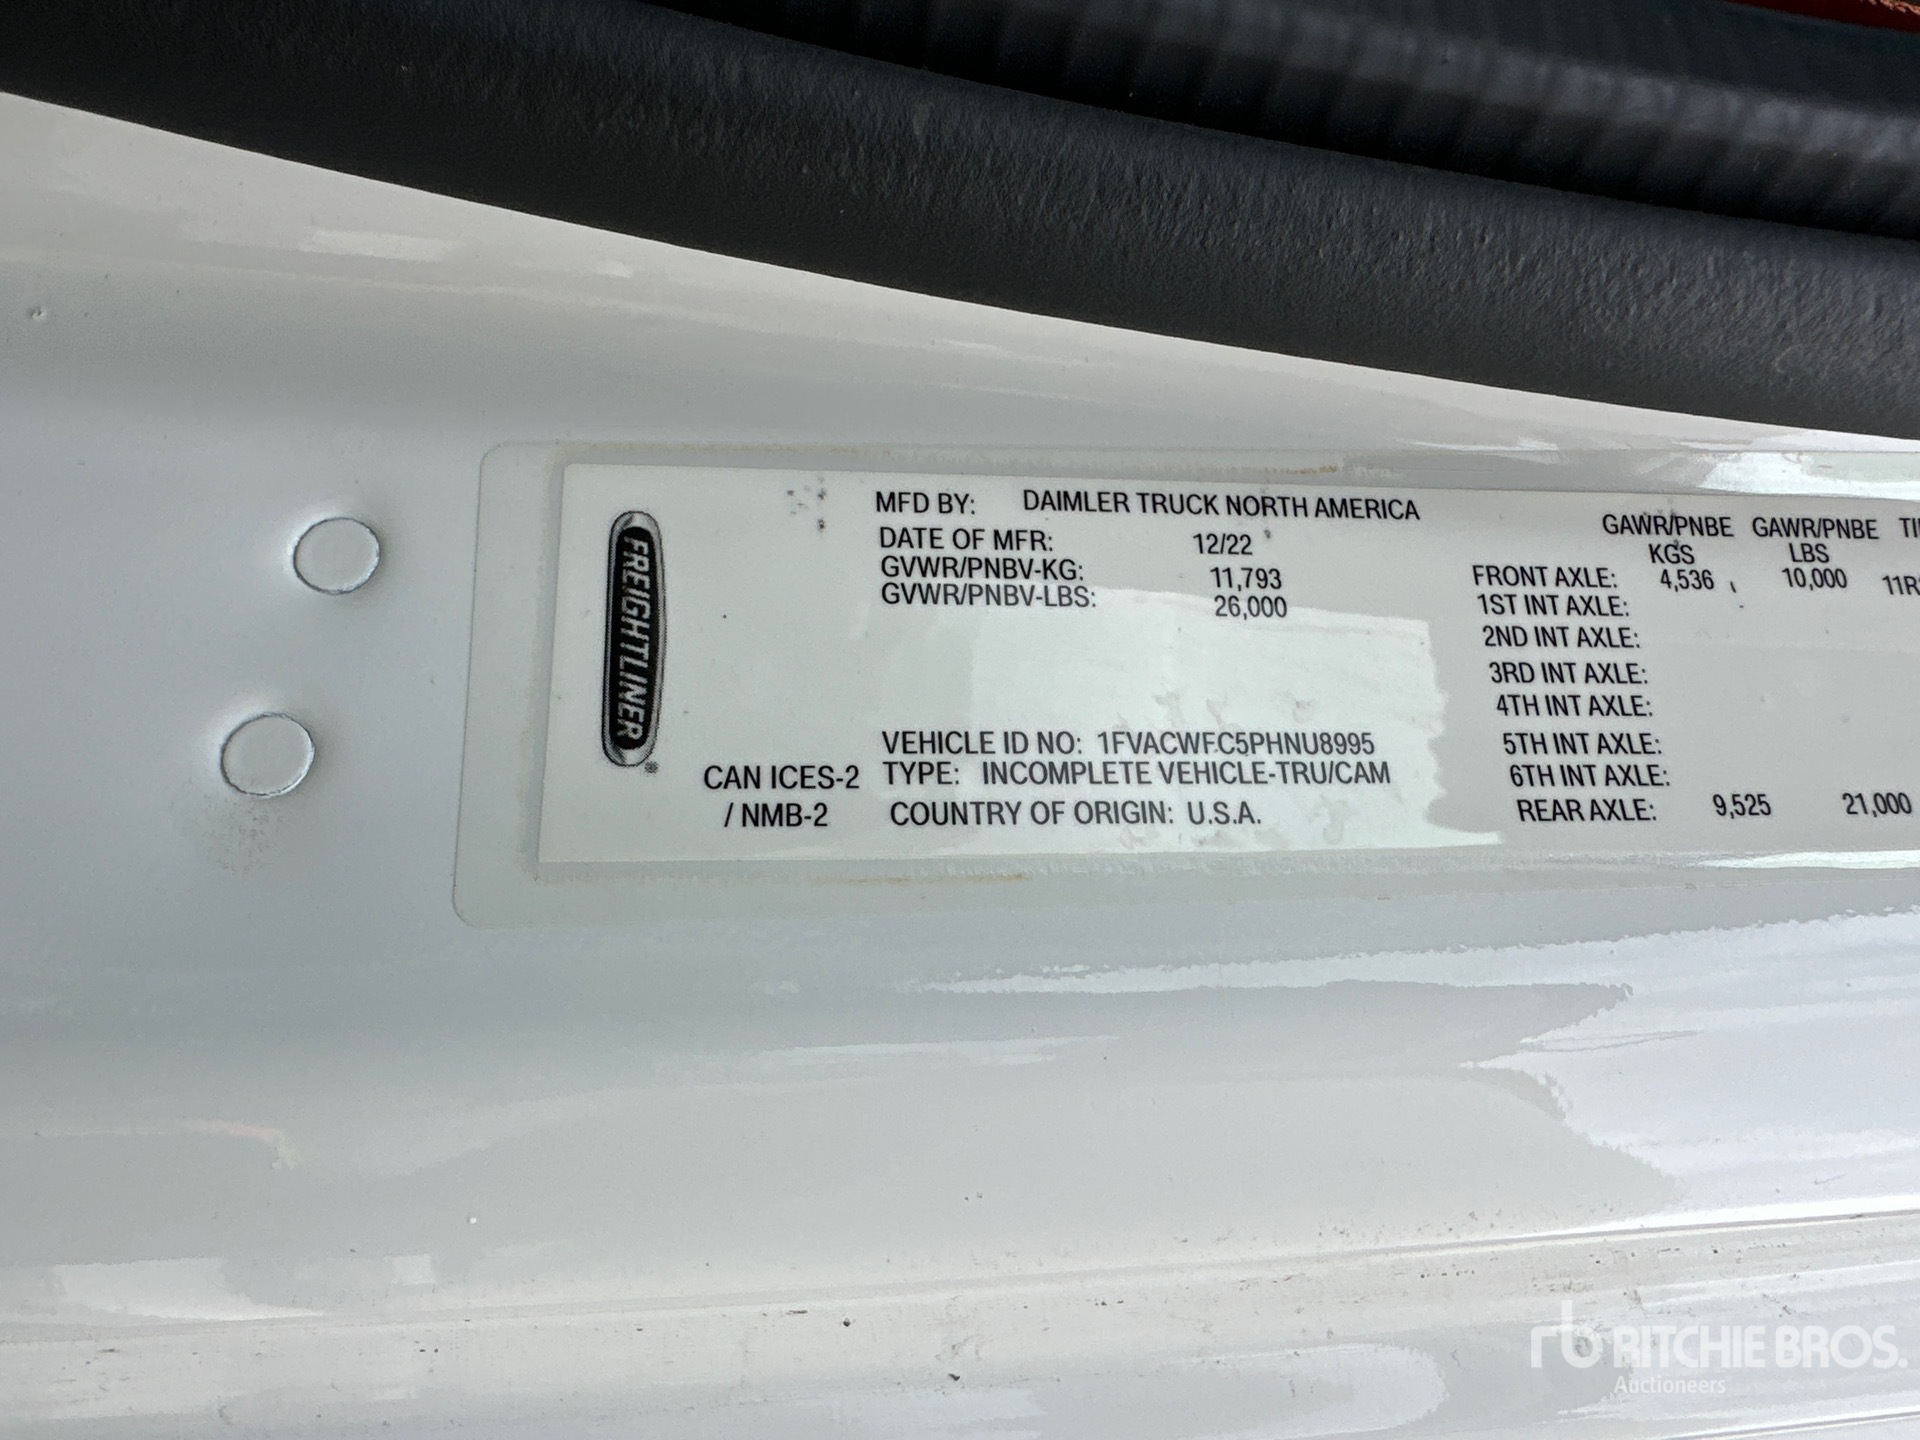 FREIGHTLINER®
MFD BY: DAIMLER TRUCK NORTH AMERICA
DATE OF MFR: 12/22
GVWR/PNBV-KG: 11,793
GVWR/PNBV-LBS: 26,000
VEHICLE ID NO: 1FVACWFC5PHNU8995
CAN ICES-2 TYPE: INCOMPLETE VEHICLE-TRU/CAM
/ NMB-2 COUNTRY OF ORIGIN: U.S.A.
GAWR/PNBE GAWR/PNBE
KGS LBS
FRONT AXLE: 4,536 10,000
1ST INT AXLE:
2ND INT AXLE:
3RD INT AXLE:
4TH INT AXLE:
5TH INT AXLE:
6TH INT AXLE:
REAR AXLE: 9,525 21,000
rb RITCHIE BROS.
Auctioneers